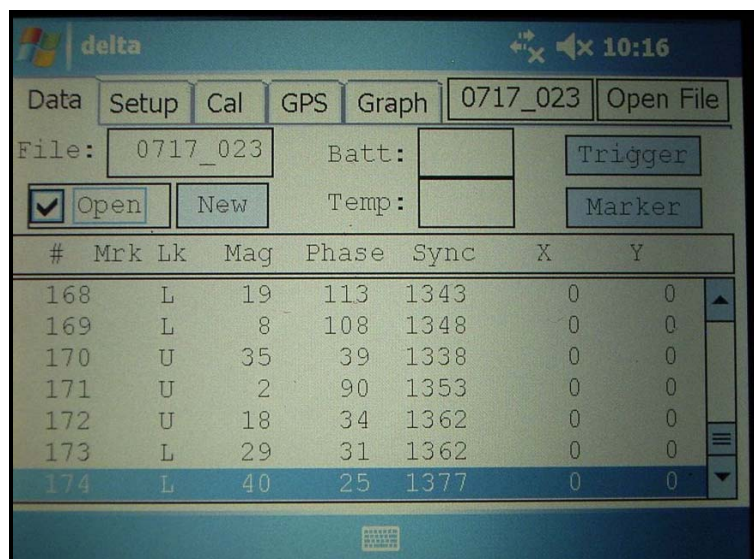 delta 10:16
Data Setup Cal GPS Graph 0717_023 Open File
File: 0717_023 Batt: Trigger
Open New Temp: Marker
# Mrk Lk Mag Phase Sync X Y
168 L 19 113 1343 0 0
169 L 8 108 1348 0 0
170 U 35 39 1338 0 0
171 U 2 90 1353 0 0
172 U 18 34 1362 0 0
173 L 29 31 1362 0 0
174 L 40 25 1377 0 0